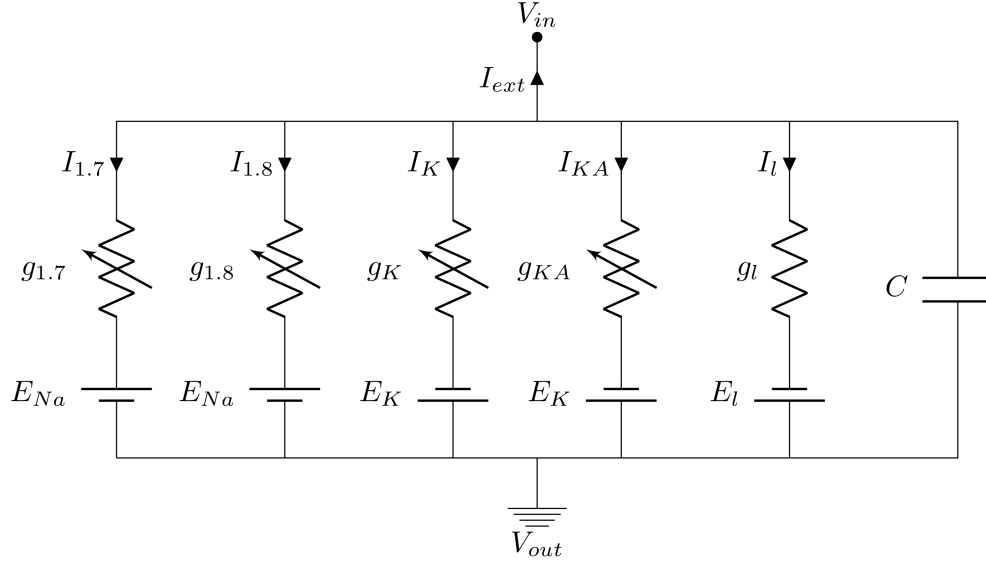 V_in
I_ext
I_1.7 I_1.8 I_K I_KA I_l
g_1.7 g_1.8 g_K g_KA g_l C
E_Na E_Na E_K E_K E_l
V_out